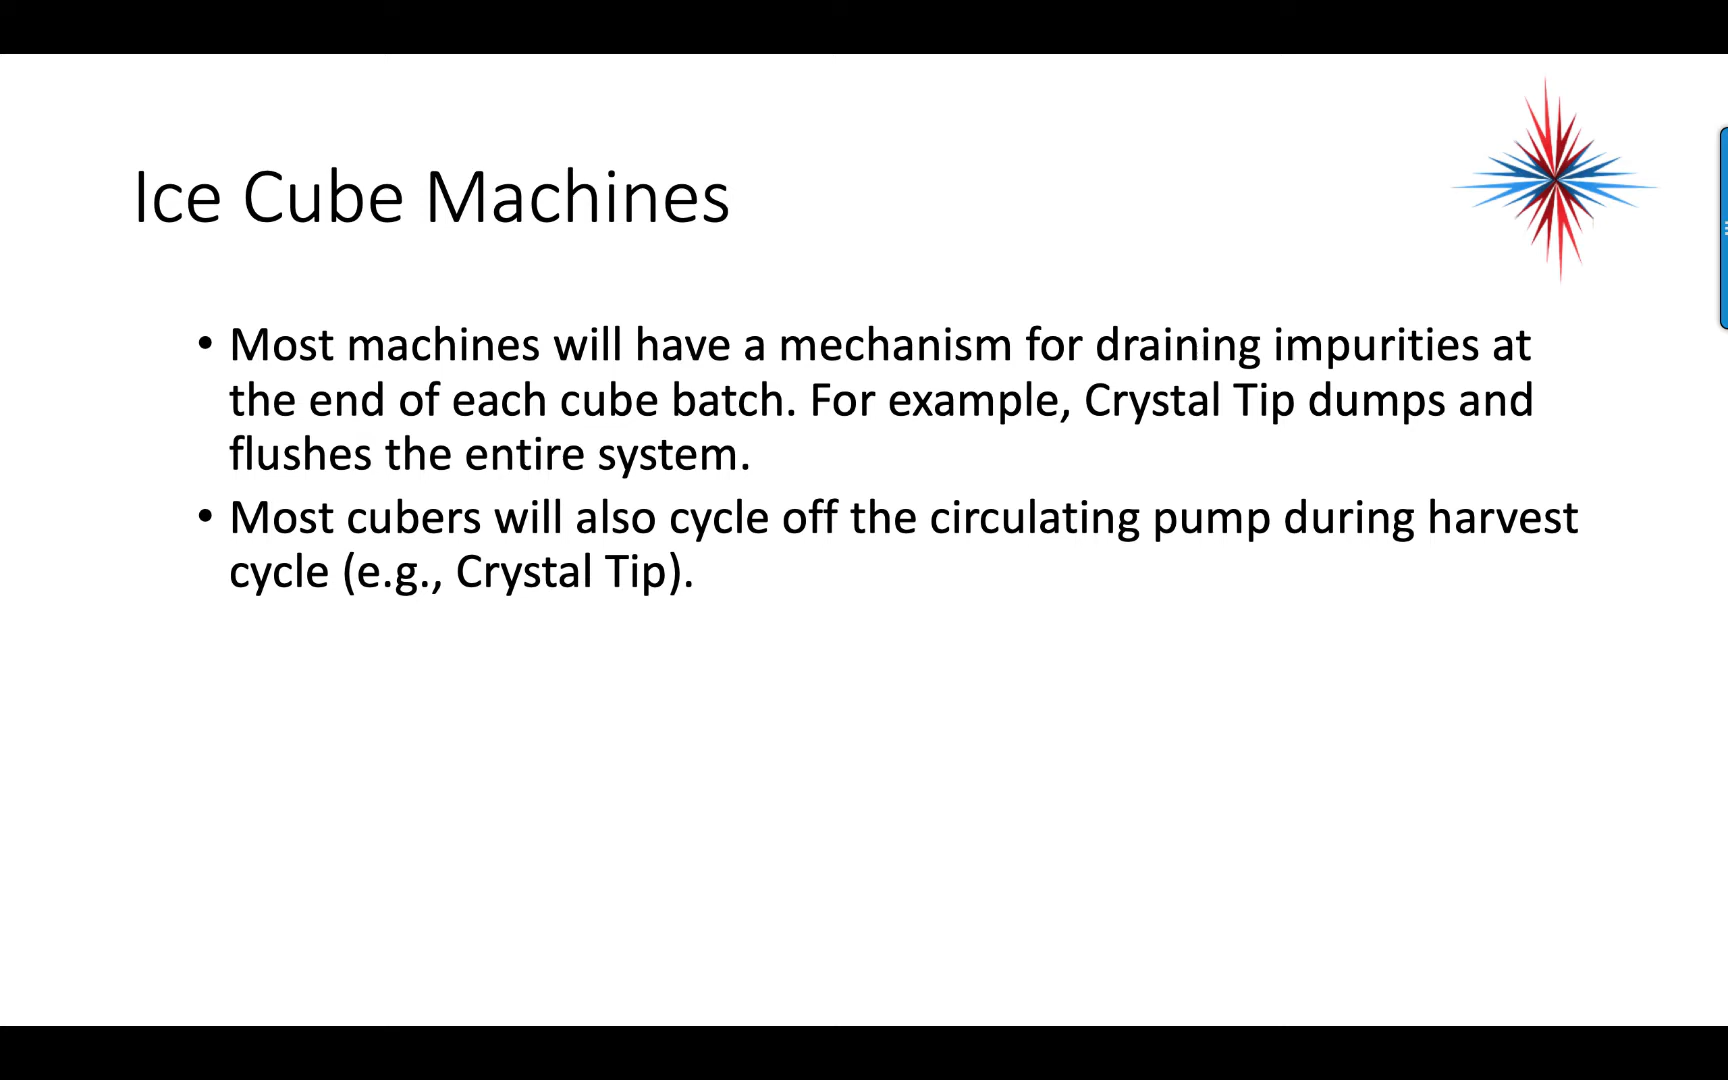 Ice Cube Machines
• Most machines will have a mechanism for draining impurities at
the end of each cube batch. For example, Crystal Tip dumps and
flushes the entire system.
• Most cubers will also cycle off the circulating pump during harvest
cycle (e.g., Crystal Tip).